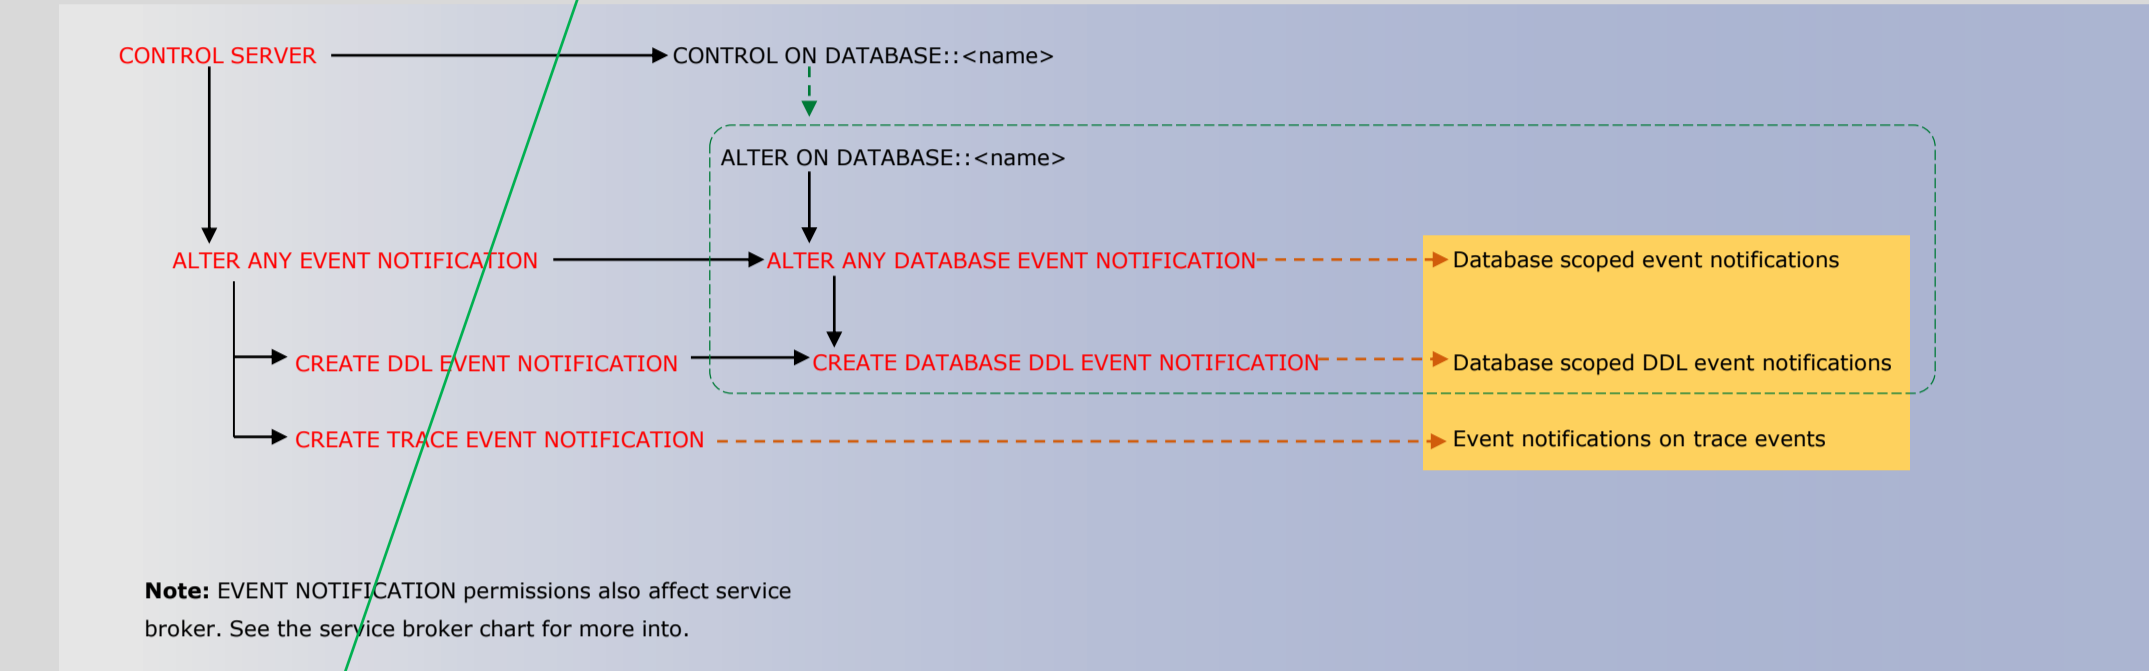 CONTROL SERVER
CONTROL ON DATABASE::<name>
ALTER ON DATABASE::<name>
ALTER ANY EVENT NOTIFICATION
ALTER ANY DATABASE EVENT NOTIFICATION
Database scoped event notifications
CREATE DDL EVENT NOTIFICATION
CREATE DATABASE DDL EVENT NOTIFICATION
Database scoped DDL event notifications
CREATE TRACE EVENT NOTIFICATION
Event notifications on trace events
Note: EVENT NOTIFICATION permissions also affect service
broker. See the service broker chart for more into.